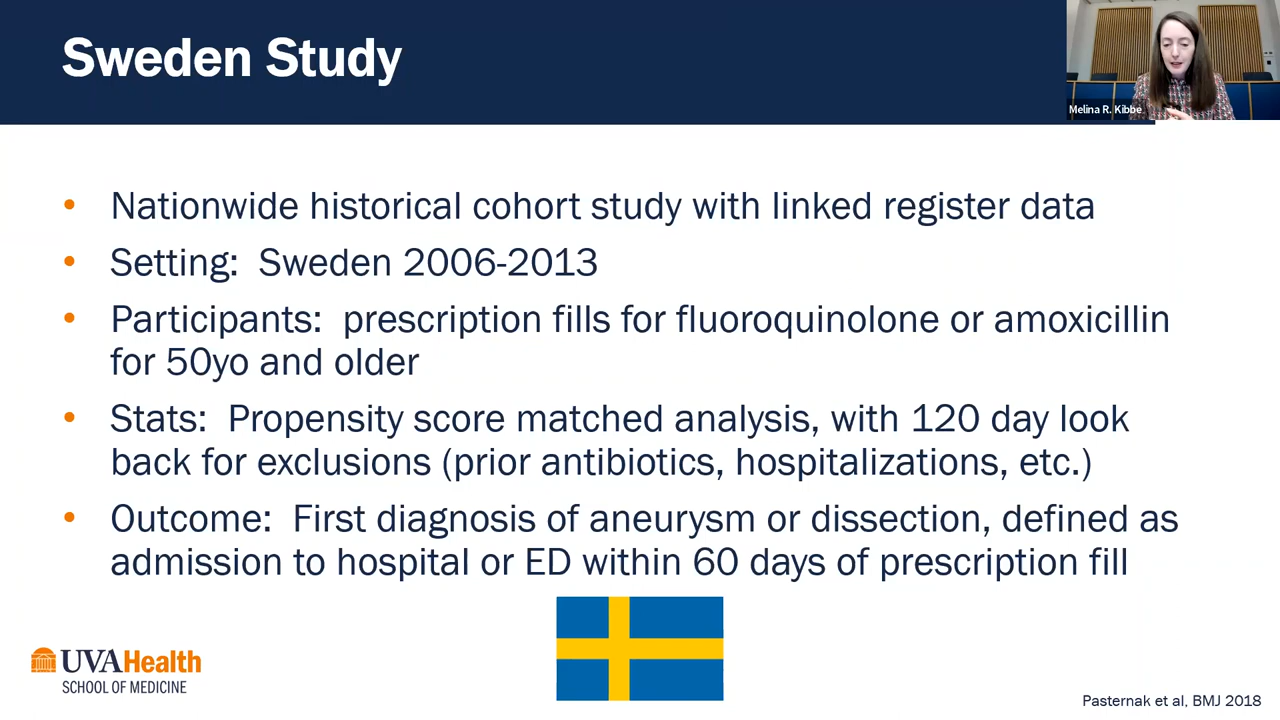 Sweden Study
Melina R. Kibbe
• Nationwide historical cohort study with linked register data
• Setting: Sweden 2006-2013
• Participants: prescription fills for fluoroquinolone or amoxicillin
for 50yo and older
• Stats: Propensity score matched analysis, with 120 day look
back for exclusions (prior antibiotics, hospitalizations, etc.)
• Outcome: First diagnosis of aneurysm or dissection, defined as
admission to hospital or ED within 60 days of prescription fill
UVAHealth
SCHOOL OF MEDICINE
Pasternak et al, BMJ 2018